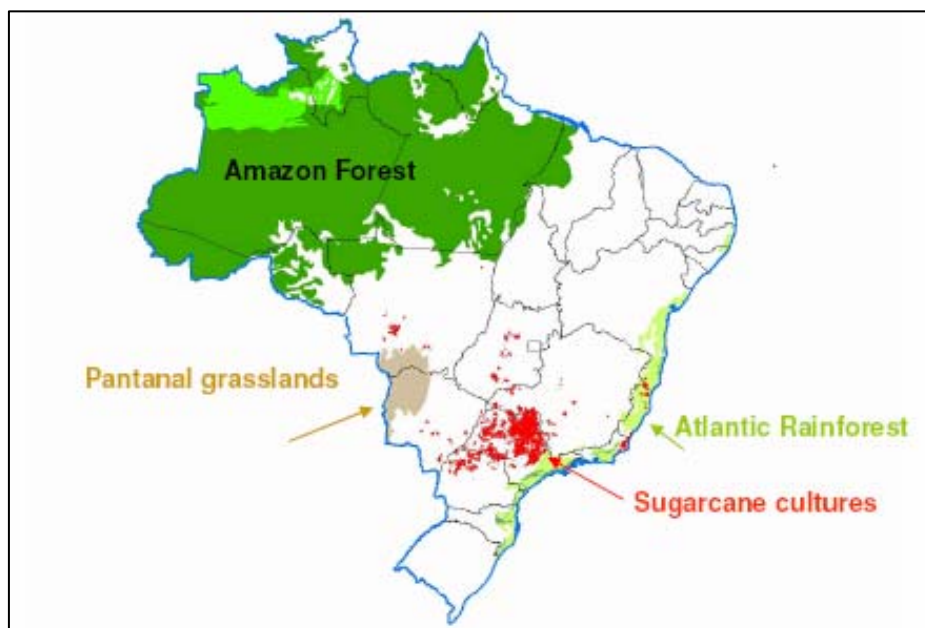 Amazon Forest
Pantanal grasslands
Atlantic Rainforest
Sugarcane cultures